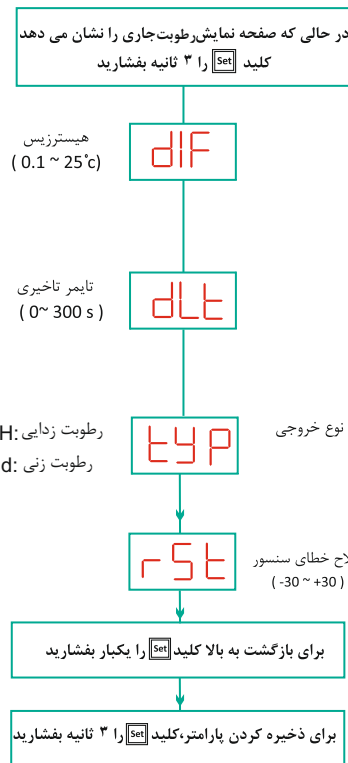 در حالی که صفحه نمایش‌رطوبت‌جاری را نشان می دهد
کلید Set را ۳ ثانیه بفشارید
هیسترزیس
( 0.1 ~ 25°c)
dIF
تایمر تاخیری
( 0~ 300 s )
dLt
نوع خروجی
tyP
رطوبت زدایی :H
رطوبت زنی :d
خطای سنسور
( -30 ~ +30 )
rSt
برای بازگشت به بالا کلید Set را یکبار بفشارید
برای ذخیره کردن پارامتر،کلید Set را ۳ ثانیه بفشارید